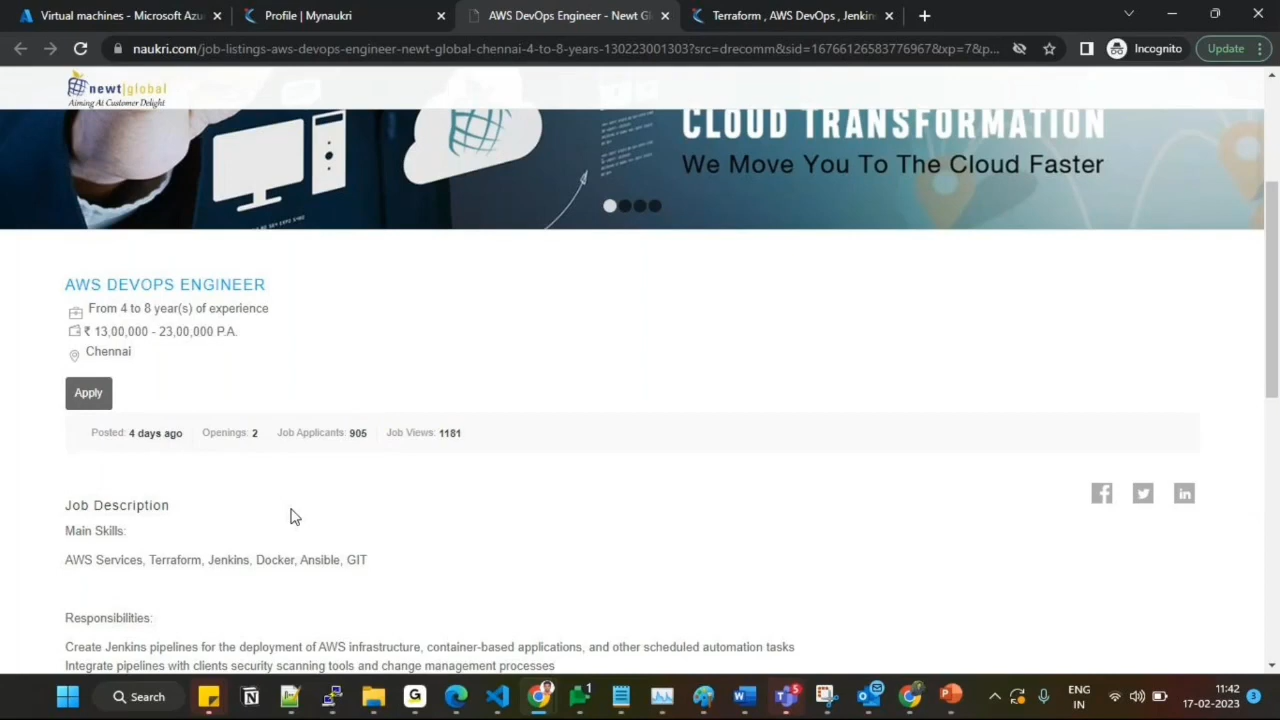 Virtual machines - Microsoft Azu
Profile | Mynaukri
AWS DevOps Engineer - Newt Gl
Terraform , AWS DevOps , Jenkin
naukri.com/job-listings-aws-devops-engineer-newt-global-chennai-4-to-8-years-130223001303?src=drecomm&sid=16766126583776967&xp=7&p...
Incognito
Update
newt|global
Aiming At Customer Delight
CLOUD TRANSFORMATION
We Move You To The Cloud Faster
AWS DEVOPS ENGINEER
From 4 to 8 year(s) of experience
₹ 13,00,000 - 23,00,000 P.A.
Chennai
Apply
Posted: 4 days ago Openings: 2 Job Applicants: 905 Job Views: 1181
Job Description
Main Skills:
AWS Services, Terraform, Jenkins, Docker, Ansible, GIT
Responsibilities:
Create Jenkins pipelines for the deployment of AWS infrastructure, container-based applications, and other scheduled automation tasks
Integrate pipelines with clients security scanning tools and change management processes
Search
ENG
IN
11:42
17-02-2023